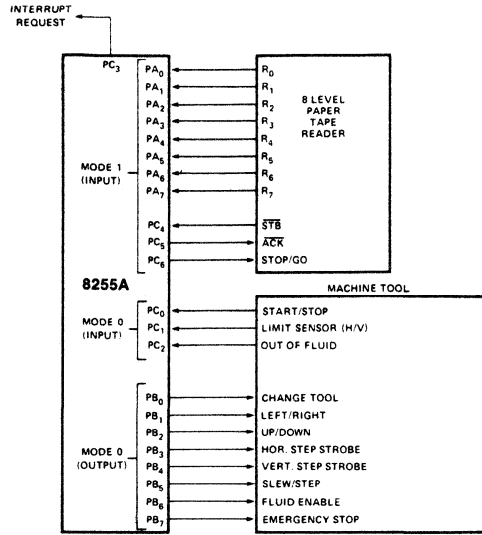 INTERRUPT
REQUEST
PC3
PA0 R0
PA1 R1
PA2 R2
PA3 R3
PA4 R4
PA5 R5
PA6 R6
PA7 R7
8 LEVEL
PAPER
TAPE
READER
MODE 1
(INPUT)
PC4 STB
PC5 ACK
PC6 STOP/GO
8255A
MACHINE TOOL
MODE 0
(INPUT)
PC0 START/STOP
PC1 LIMIT SENSOR (H/V)
PC2 OUT OF FLUID
MODE 0
(OUTPUT)
PB0 CHANGE TOOL
PB1 LEFT/RIGHT
PB2 UP/DOWN
PB3 HOR. STEP STROBE
PB4 VERT. STEP STROBE
PB5 SLEW/STEP
PB6 FLUID ENABLE
PB7 EMERGENCY STOP